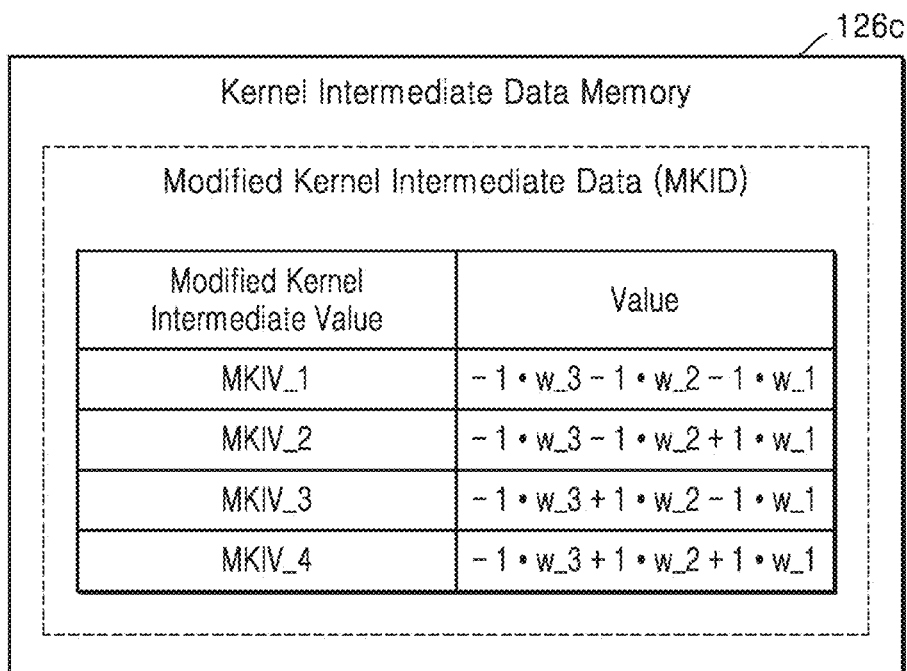 126c
Kernel Intermediate Data Memory
Modified Kernel Intermediate Data (MKID)
Modified Kernel
Intermediate Value
Value
MKIV_1
− 1 • w_3 − 1 • w_2 − 1 • w_1
MKIV_2
− 1 • w_3 − 1 • w_2 + 1 • w_1
MKIV_3
− 1 • w_3 + 1 • w_2 − 1 • w_1
MKIV_4
− 1 • w_3 + 1 • w_2 + 1 • w_1